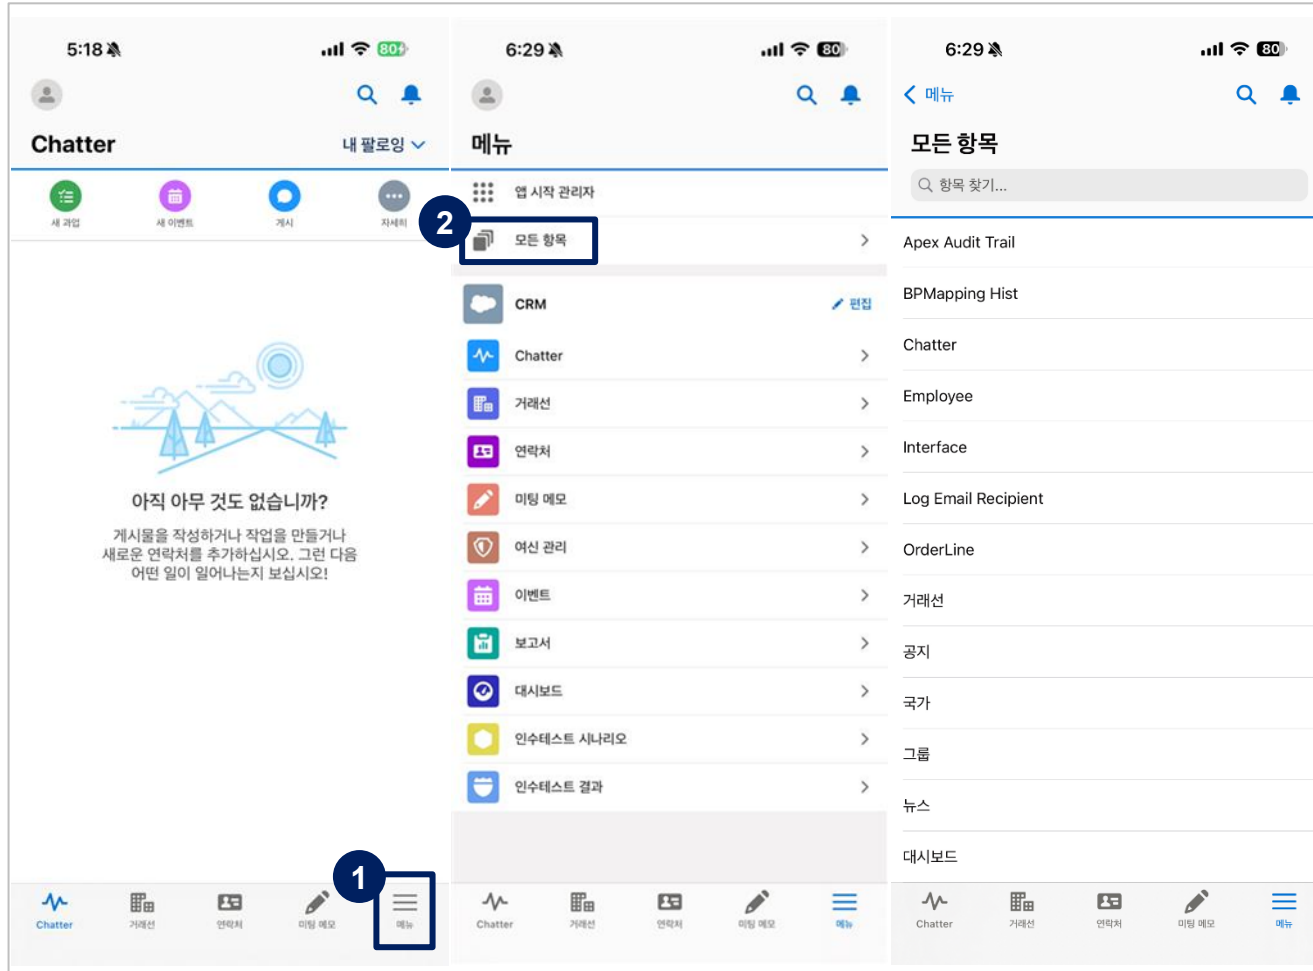 5:18
80
Chatter
내 팔로잉
새 과업
새 이벤트
게시
자세히
아직 아무 것도 없습니까?
게시물을 작성하거나 작업을 만들거나
새로운 연락처를 추가하십시오. 그런 다음
어떤 일이 일어나는지 보십시오!
1
Chatter
거래선
연락처
미팅 메모
메뉴
6:29
80
메뉴
앱 시작 관리자
2
모든 항목
CRM
편집
Chatter
거래선
연락처
미팅 메모
여신 관리
이벤트
보고서
대시보드
인수테스트 시나리오
인수테스트 결과
Chatter
거래선
연락처
미팅 메모
메뉴
6:29
80
메뉴
모든 항목
항목 찾기...
Apex Audit Trail
BPMapping Hist
Chatter
Employee
Interface
Log Email Recipient
OrderLine
거래선
공지
국가
그룹
뉴스
대시보드
Chatter
거래선
연락처
미팅 메모
메뉴